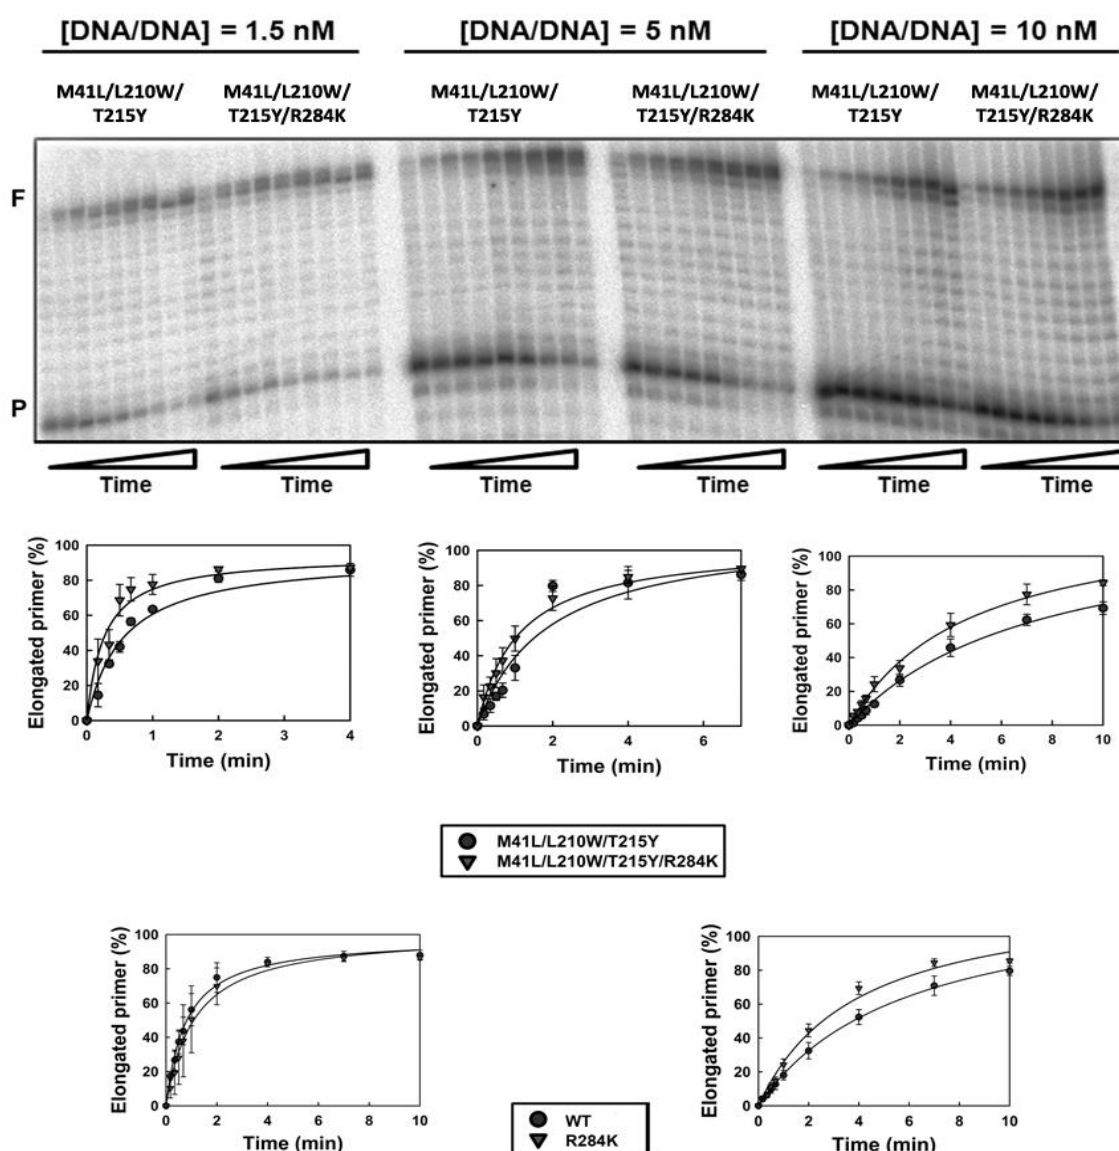 [DNA/DNA] = 1.5 nM
[DNA/DNA] = 5 nM
[DNA/DNA] = 10 nM
M41L/L210W/
T215Y
M41L/L210W/
T215Y/R284K
M41L/L210W/
T215Y
M41L/L210W/
T215Y/R284K
M41L/L210W/
T215Y
M41L/L210W/
T215Y/R284K
F
P
Time
Time
Time
Time
Time
Time
Elongated primer (%)
100
80
60
40
20
0
0 1 2 3 4
Time (min)
Elongated primer (%)
100
80
60
40
20
0
0 2 4 6
Time (min)
Elongated primer (%)
100
80
60
40
20
0
0 2 4 6 8 10
Time (min)
M41L/L210W/T215Y
M41L/L210W/T215Y/R284K
Elongated primer (%)
100
80
60
40
20
0
0 2 4 6 8 10
Time (min)
Elongated primer (%)
100
80
60
40
20
0
0 2 4 6 8 10
Time (min)
WT
R284K